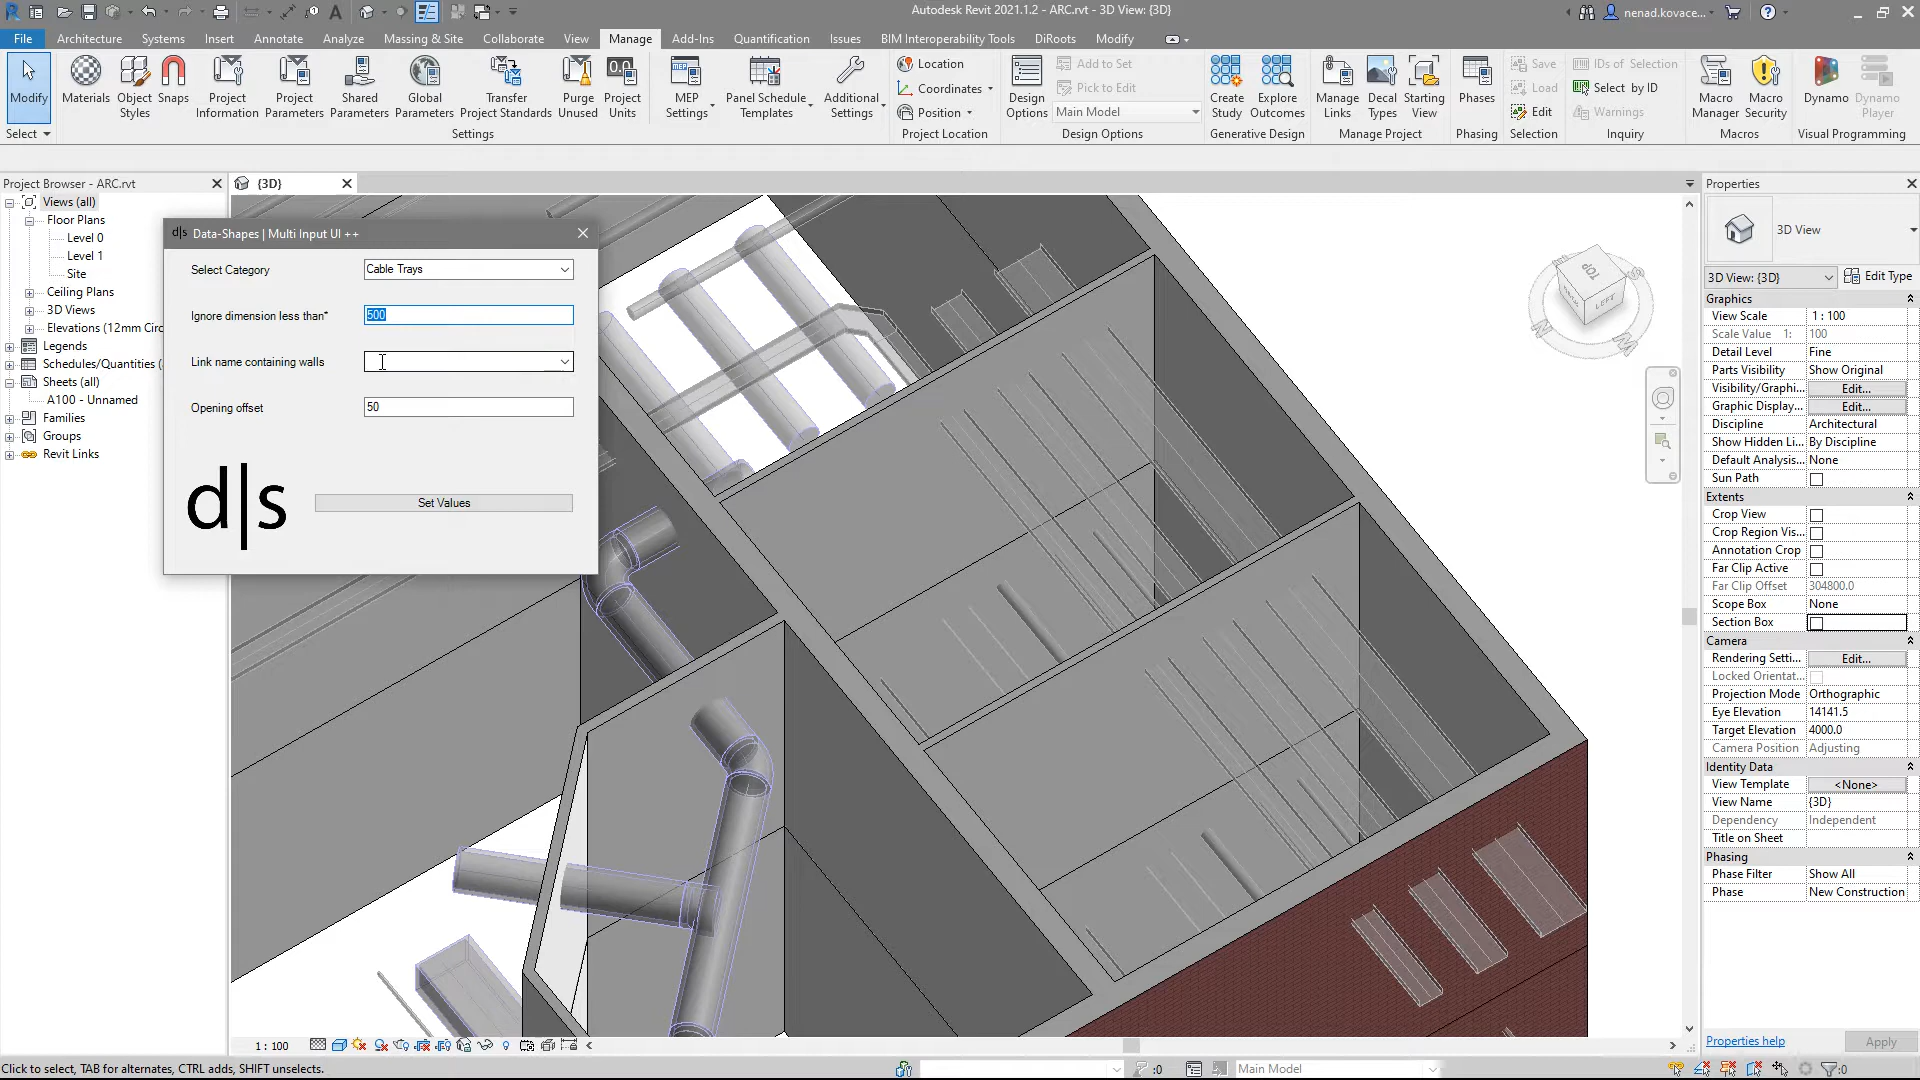 Autodesk Revit 2021.1.2 - ARC.rvt - 3D View: {3D}
nenad.kovace...
File Architecture Systems Insert Annotate Analyze Massing & Site Collaborate View Manage Add-Ins Quantification Issues BIM Interoperability Tools DiRoots Modify
Modify
Materials
Object Styles
Snaps
Project Information
Project Parameters
Shared Parameters
Global Parameters
Transfer Project Standards
Purge Unused
Project Units
MEP Settings
Panel Schedule Templates
Additional Settings
Location
Coordinates
Position
Design Options
Add to Set
Pick to Edit
Main Model
Create Study
Explore Outcomes
Manage Links
Decal Types
Starting View
Phases
Save
Load
Edit
IDs of Selection
Select by ID
Warnings
Macro Manager
Macro Security
Dynamo
Dynamo Player
Select Settings Project Location Design Options Generative Design Manage Project Phasing Selection Inquiry Macros Visual Programming
Project Browser - ARC.rvt
Views (all)
Floor Plans
Level 0
Level 1
Site
Ceiling Plans
3D Views
Elevations (12mm Circ
Legends
Schedules/Quantities (
Sheets (all)
A100 - Unnamed
Families
Groups
Revit Links
{3D}
d|s Data-Shapes | Multi Input UI ++
Select Category Cable Trays
Ignore dimension less than* 500
Link name containing walls
Opening offset 50
d|s
Set Values
TOP
BACK
LEFT
N
W
S
Properties
3D View
3D View: {3D} Edit Type
Graphics
View Scale 1 : 100
Scale Value 1: 100
Detail Level Fine
Parts Visibility Show Original
Visibility/Graphi... Edit...
Graphic Display... Edit...
Discipline Architectural
Show Hidden Li... By Discipline
Default Analysis... None
Sun Path
Extents
Crop View
Crop Region Vis...
Annotation Crop
Far Clip Active
Far Clip Offset 304800.0
Scope Box None
Section Box
Camera
Rendering Setti... Edit...
Locked Orientat...
Projection Mode Orthographic
Eye Elevation 14141.5
Target Elevation 4000.0
Camera Position Adjusting
Identity Data
View Template <None>
View Name {3D}
Dependency Independent
Title on Sheet
Phasing
Phase Filter Show All
Phase New Construction
Properties help Apply
1 : 100
Click to select, TAB for alternates, CTRL adds, SHIFT unselects.
:0
Main Model
:0